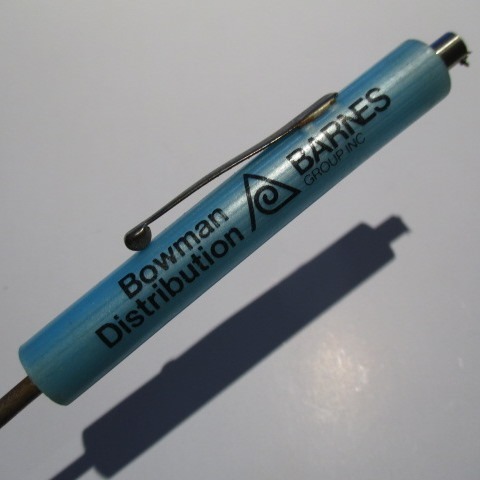 Bowman
Distribution
BARNES
GROUP INC